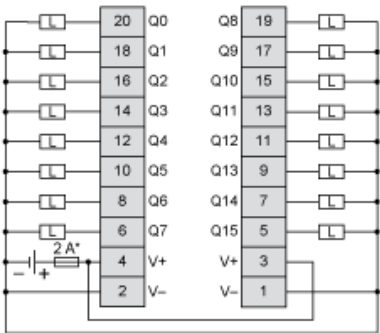 L 20 Q0 Q8 19 L
L 18 Q1 Q9 17 L
L 16 Q2 Q10 15 L
L 14 Q3 Q11 13 L
L 12 Q4 Q12 11 L
L 10 Q5 Q13 9 L
L 8 Q6 Q14 7 L
L 6 Q7 Q15 5 L
2 A*
− + 4 V+ V+ 3
2 V− V− 1